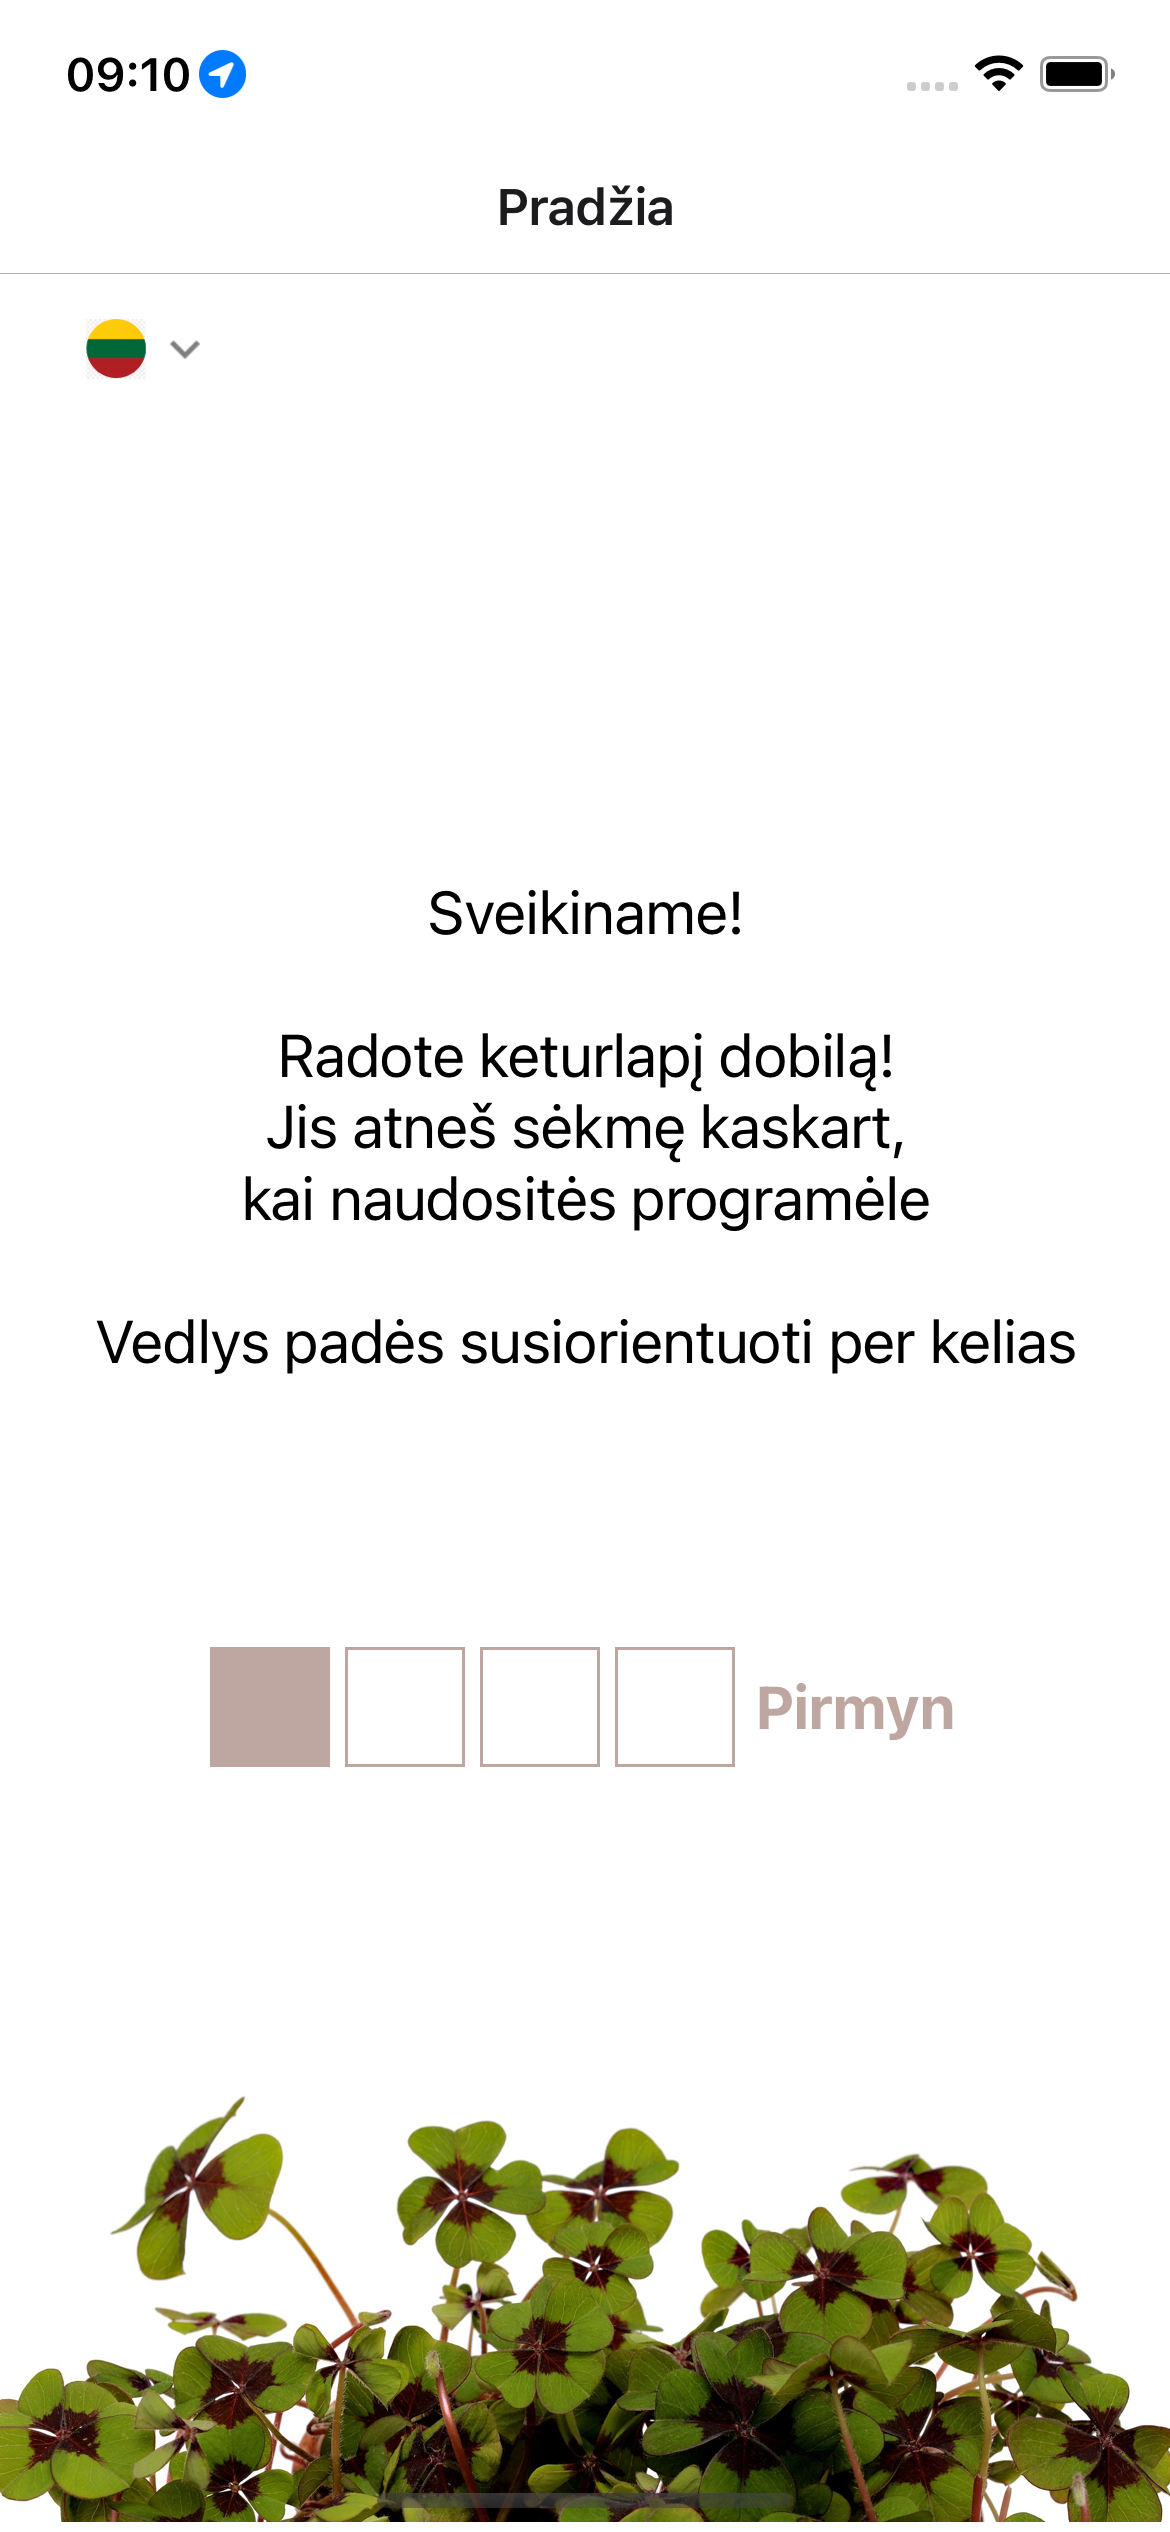 09:10
Pradžia
Sveikiname!
Radote keturlapį dobilą!
Jis atneš sėkmę kaskart,
kai naudositės programėle
Vedlys padės susiorientuoti per kelias
Pirmyn